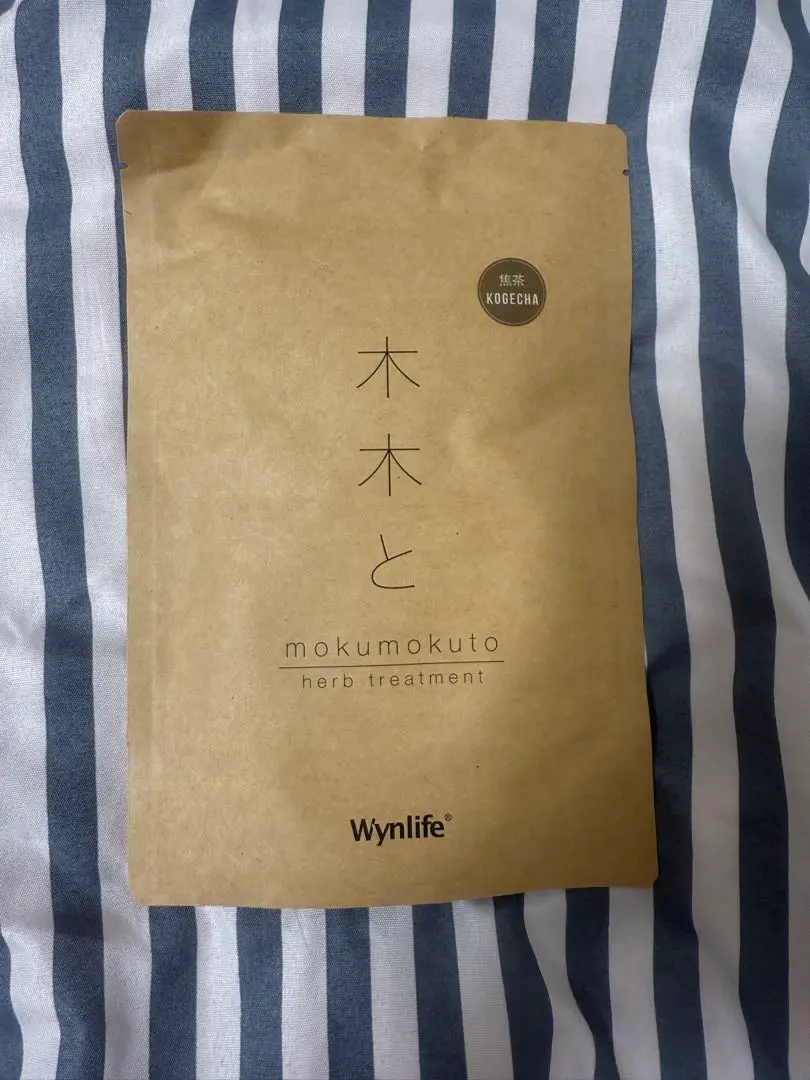 焦茶
KOGECHA
木
木
と
mokumokuto
herb treatment
Wynlife®